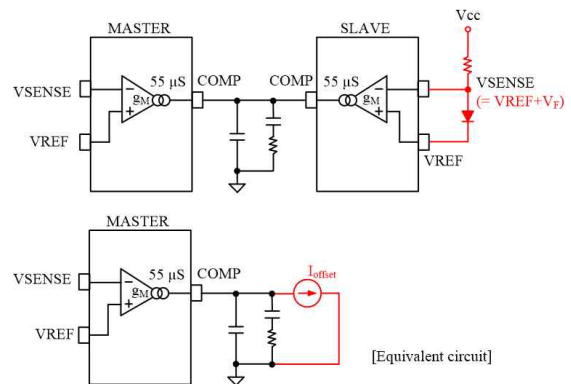 MASTER
SLAVE
Vcc
55 µS
COMP
COMP
55 µS
VSENSE
(= VREF+VF)
VSENSE
gM
gM
VREF
VREF
MASTER
VSENSE
55 µS
COMP
Ioffset
gM
VREF
[Equivalent circuit]